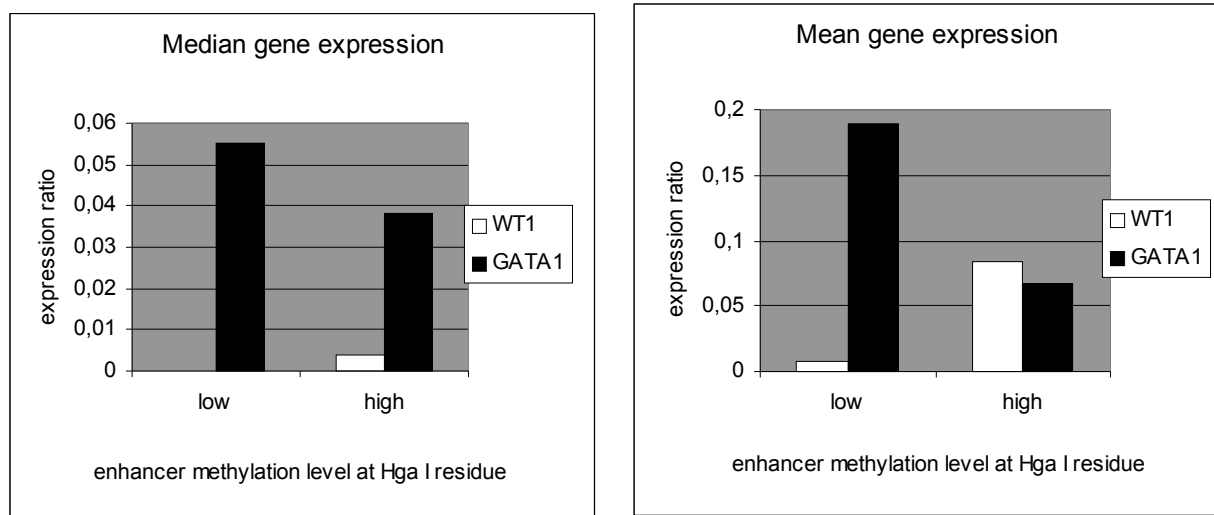 Median gene expression
0,06
0,05
0,04
0,03
0,02
0,01
0
expression ratio
low
high
enhancer methylation level at Hga I residue
WT1
GATA1
Mean gene expression
0,2
0,15
0,1
0,05
0
expression ratio
low
high
enhancer methylation level at Hga I residue
WT1
GATA1